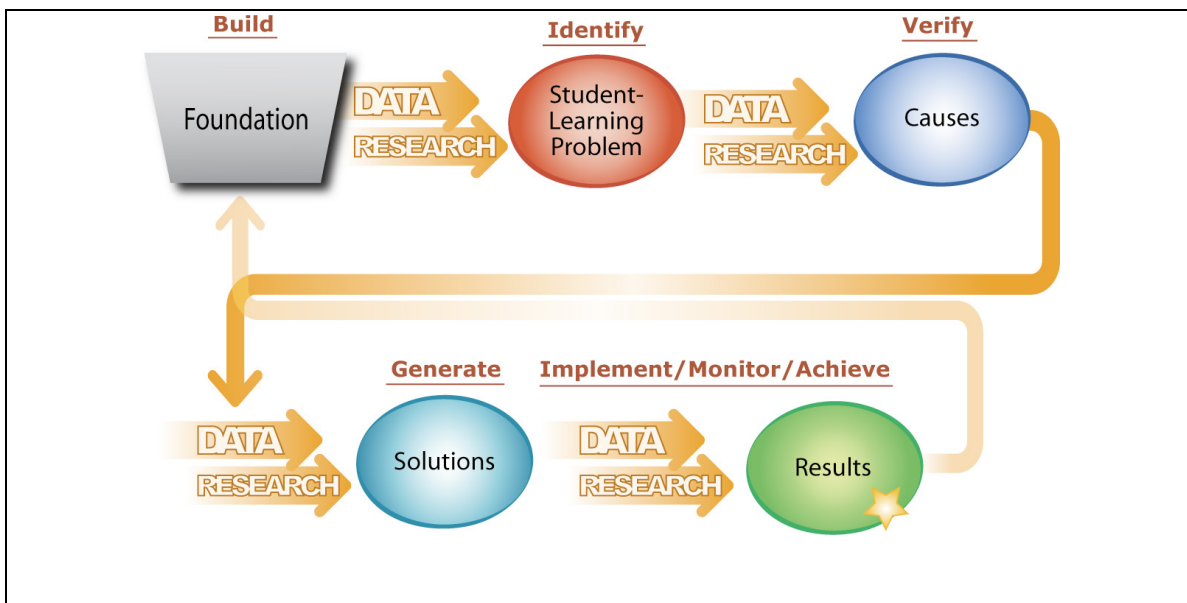 Build
Identify
Verify
Foundation
DATA
RESEARCH
Student-
Learning
Problem
DATA
RESEARCH
Causes
Generate
Implement/Monitor/Achieve
DATA
RESEARCH
Solutions
DATA
RESEARCH
Results